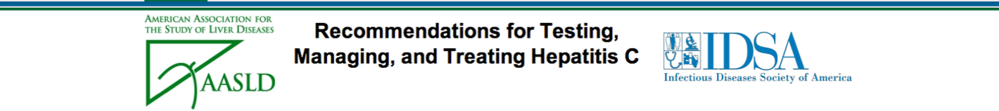 AMERICAN ASSOCIATION FOR
THE STUDY OF LIVER DISEASES
AASLD
Recommendations for Testing,
Managing, and Treating Hepatitis C
IDSA
Infectious Diseases Society of America